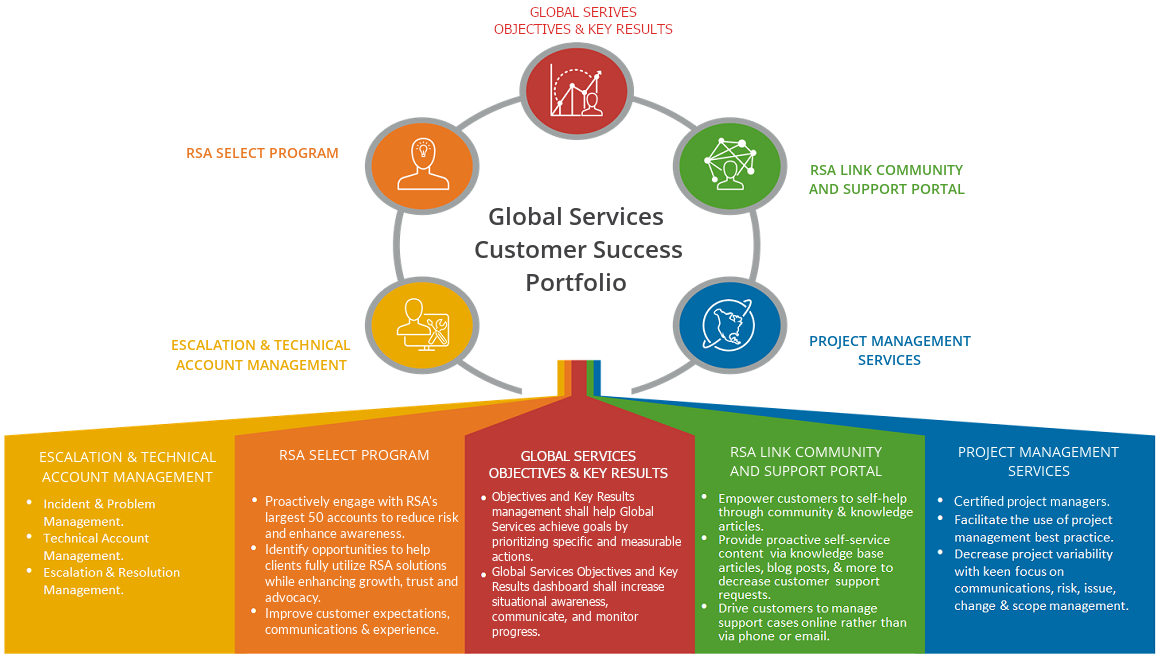 GLOBAL SERIVES
OBJECTIVES & KEY RESULTS
RSA SELECT PROGRAM
RSA LINK COMMUNITY
AND SUPPORT PORTAL
Global Services
Customer Success
Portfolio
ESCALATION & TECHNICAL
ACCOUNT MANAGEMENT
PROJECT MANAGEMENT
SERVICES
ESCALATION & TECHNICAL
ACCOUNT MANAGEMENT
• Incident & Problem
Management.
• Technical Account
Management.
• Escalation & Resolution
Management.
RSA SELECT PROGRAM
• Proactively engage with RSA's
largest 50 accounts to reduce risk
and enhance awareness.
• Identify opportunities to help
clients fully utilize RSA solutions
while enhancing growth, trust and
advocacy.
• Improve customer expectations,
communications & experience.
GLOBAL SERVICES
OBJECTIVES & KEY RESULTS
• Objectives and Key Results
management shall help Global
Services achieve goals by
prioritizing specific and measurable
actions.
• Global Services Objectives and Key
Results dashboard shall increase
situational awareness,
communicate, and monitor
progress.
RSA LINK COMMUNITY
AND SUPPORT PORTAL
• Empower customers to self-help
through community & knowledge
articles.
• Provide proactive self-service
content via knowledge base
articles, blog posts, & more to
decrease customer support
requests.
• Drive customers to manage
support cases online rather than
via phone or email.
PROJECT MANAGEMENT
SERVICES
• Certified project managers.
• Facilitate the use of project
management best practice.
• Decrease project variability
with keen focus on
communications, risk, issue,
change & scope management.